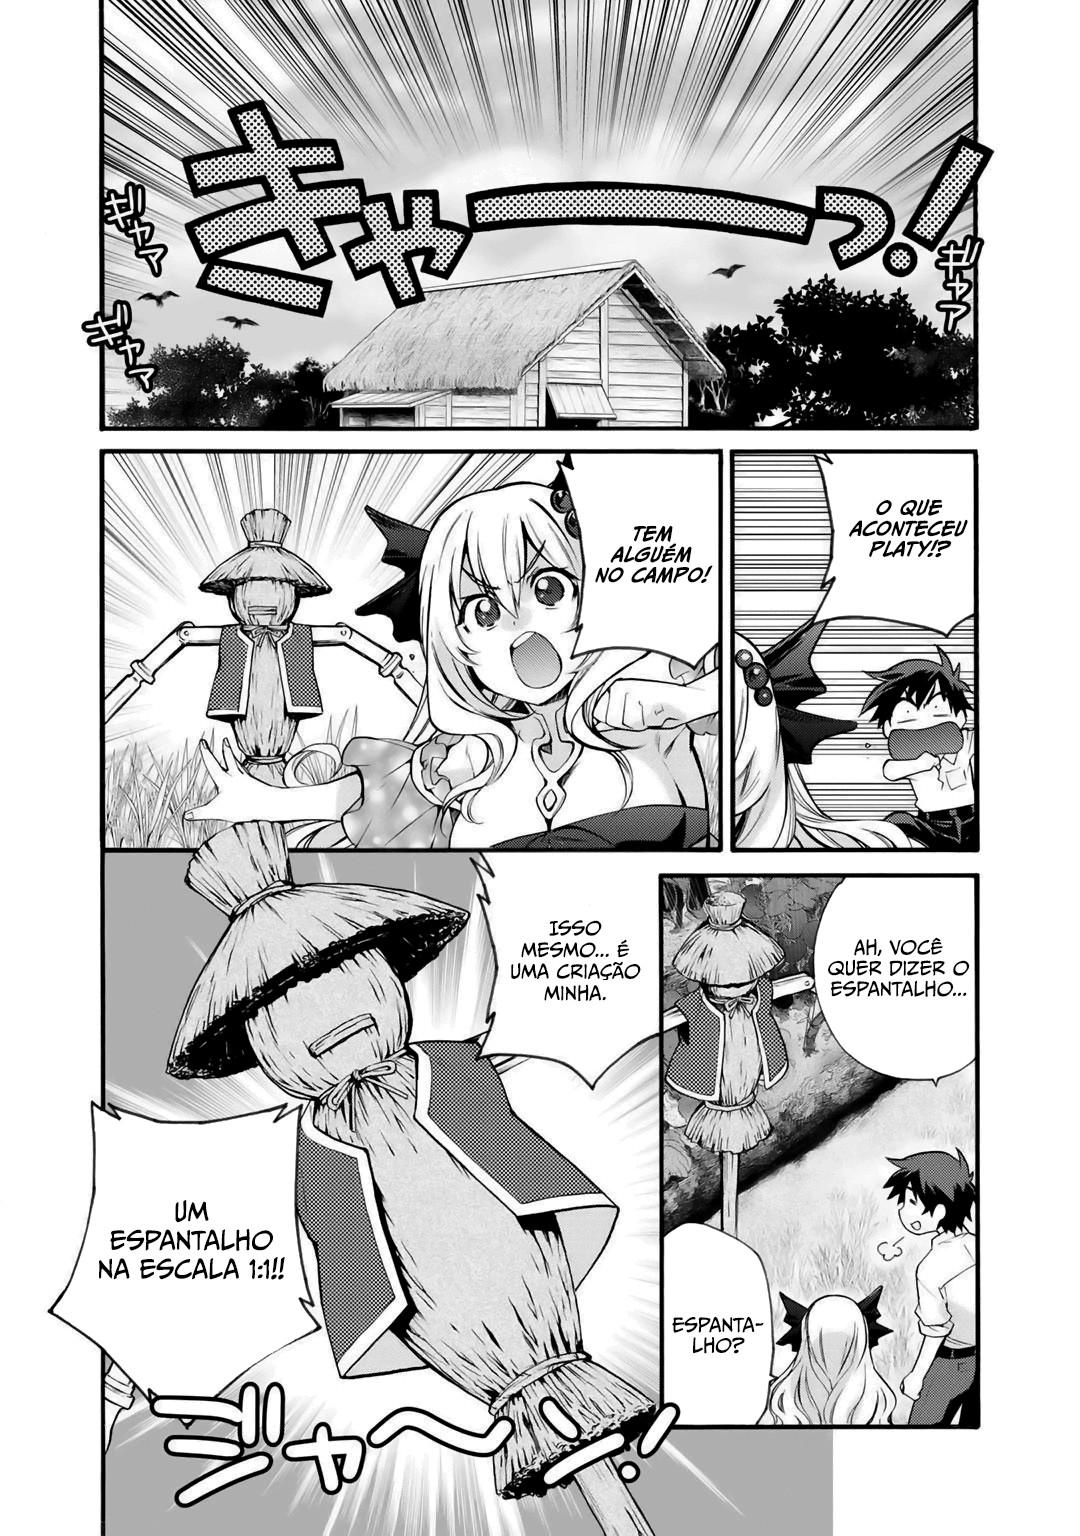 きゃーーっ!
ギャア
ギャア
ギャア
O QUE
ACONTECEU
PLATY!?
TEM
ALGUÉM
NO CAMPO!
AH, VOCÊ
QUER DIZER O
ESPANTALHO...
ESPANTA-
LHO?
ISSO
MESMO... É
UMA CRIAÇÃO
MINHA.
UM
ESPANTALHO
NA ESCALA 1:1!!
ジャ〜ン!